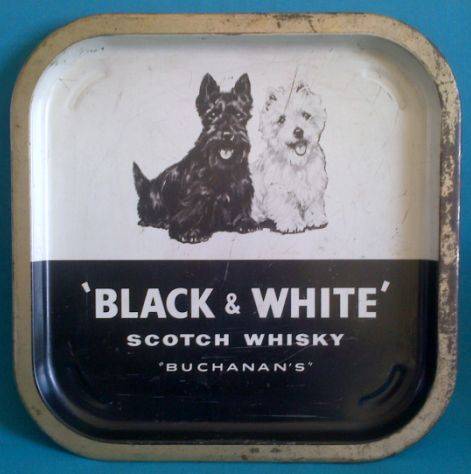 'BLACK & WHITE'
SCOTCH WHISKY
"BUCHANAN'S"